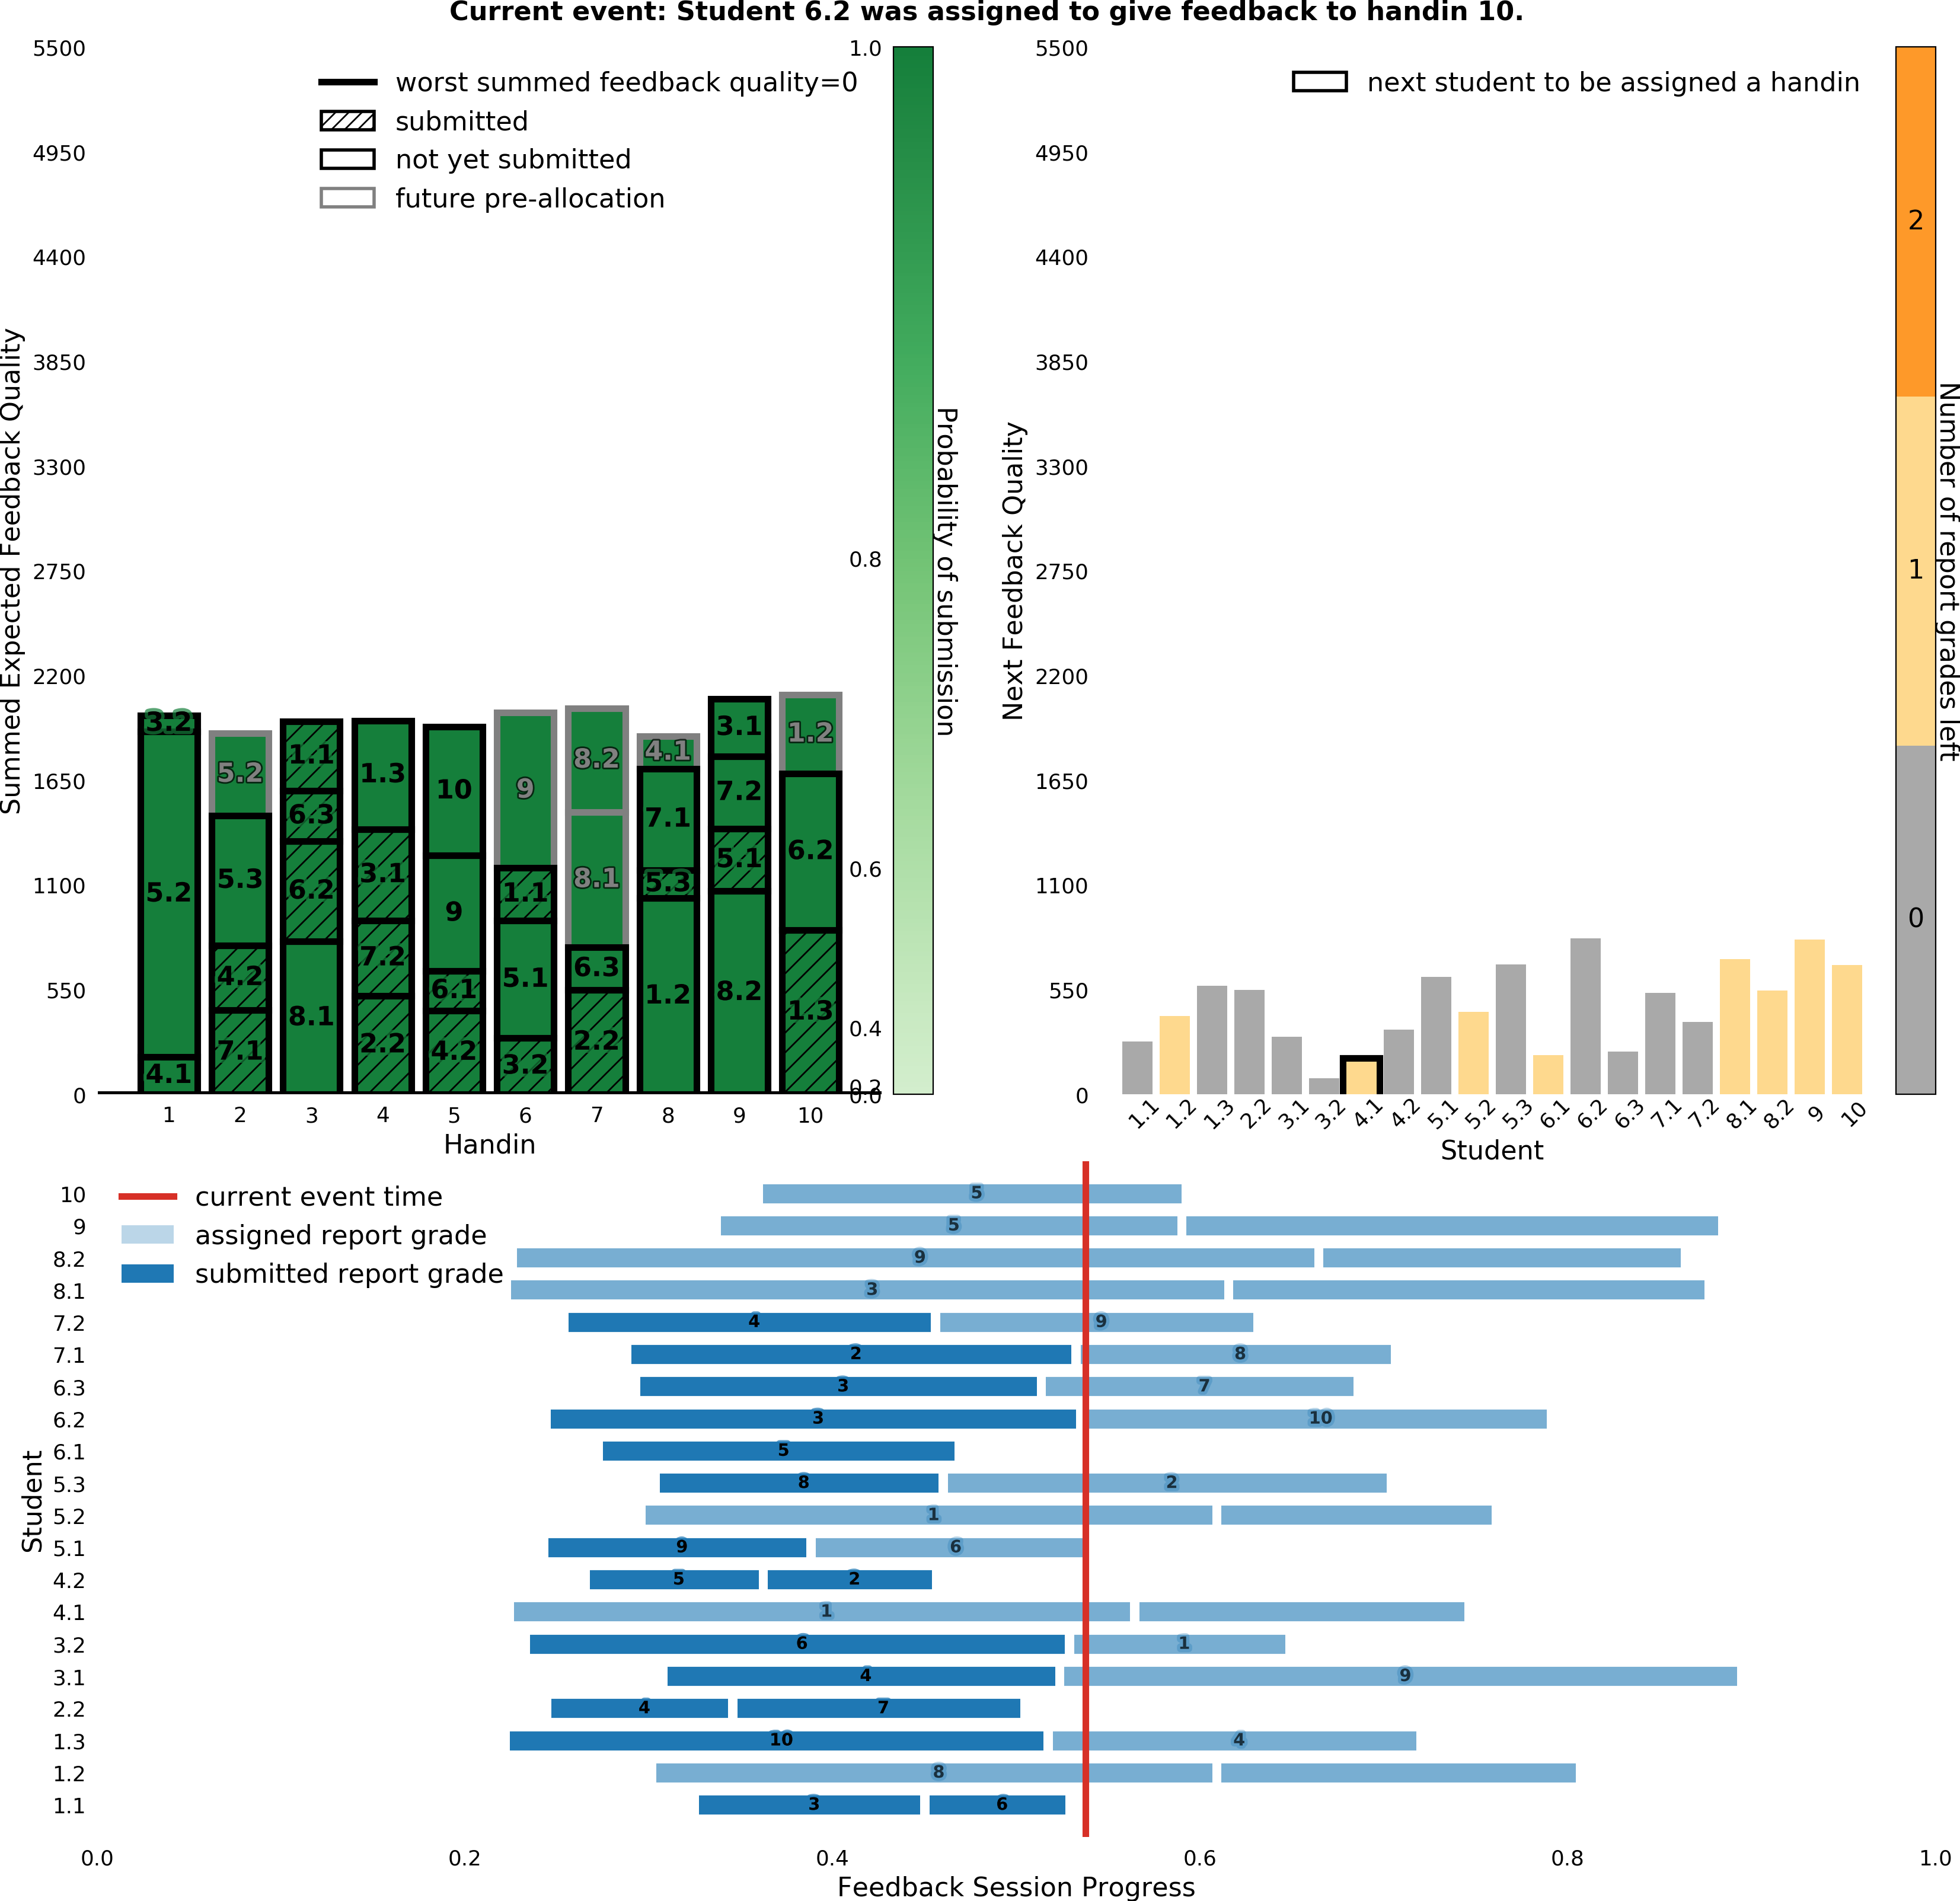 Current event: Student 6.2 was assigned to give feedback to handin 10.
Summed Expected Feedback Quality
5500
4950
4400
3850
3300
2750
2200
1650
1100
550
0
worst summed feedback quality=0
submitted
not yet submitted
future pre-allocation
3.2
5.2
4.1
5.2
5.3
4.2
7.1
1.1
6.3
6.2
8.1
1.3
3.1
7.2
2.2
10
9
6.1
4.2
9
1.1
5.1
3.2
8.2
8.1
6.3
2.2
4.1
7.1
5.3
1.2
3.1
7.2
5.1
8.2
1.2
6.2
1.3
1 2 3 4 5 6 7 8 9 10
Handin
1.0
0.8
0.6
0.4
0.2
0.0
Probability of submission
Next Feedback Quality
5500
4950
4400
3850
3300
2750
2200
1650
1100
550
0
next student to be assigned a handin
1.1 1.2 1.3 2.2 3.1 3.2 4.1 4.2 5.1 5.2 5.3 6.1 6.2 6.3 7.1 7.2 8.1 8.2 9 10
Student
2
1
0
Number of report grades left
current event time
assigned report grade
submitted report grade
Student
10 5
9 5
8.2 9
8.1 3
7.2 4 9
7.1 2 8
6.3 3 7
6.2 3 10
6.1 5
5.3 8 2
5.2 1
5.1 9 6
4.2 5 2
4.1 1
3.2 6 1
3.1 4 9
2.2 4 7
1.3 10 4
1.2 8
1.1 3 6
0.0 0.2 0.4 0.6 0.8 1.0
Feedback Session Progress